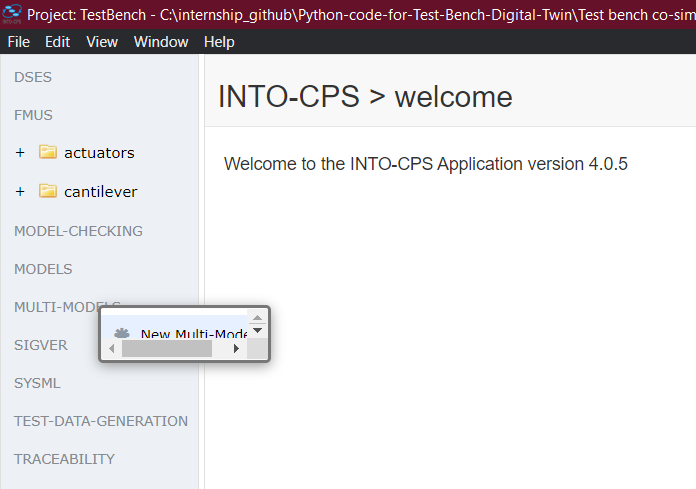 Project: TestBench - C:\internship_github\Python-code-for-Test-Bench-Digital-Twin\Test bench co-sim
File Edit View Window Help
DSES
FMUS
+ actuators
+ cantilever
MODEL-CHECKING
MODELS
MULTI-MODELS
New Multi-Mode
SIGVER
SYSML
TEST-DATA-GENERATION
TRACEABILITY
INTO-CPS > welcome
Welcome to the INTO-CPS Application version 4.0.5